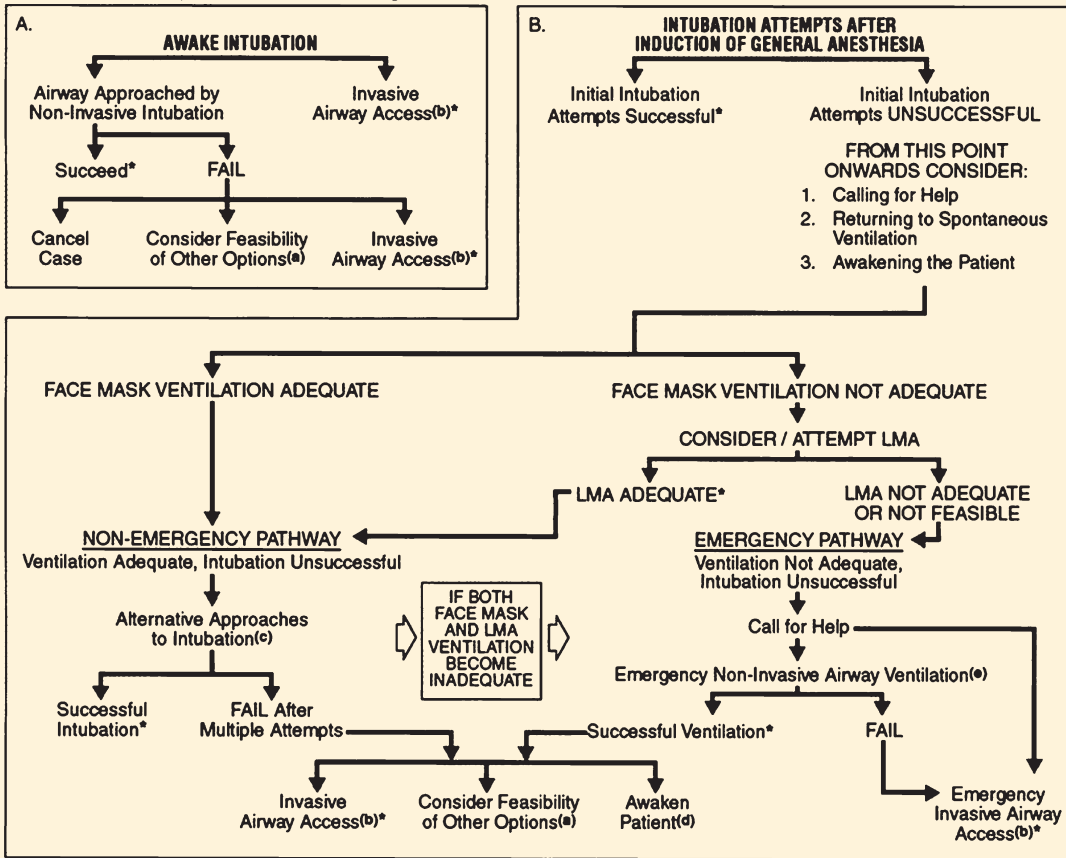 A.
AWAKE INTUBATION
Airway Approached by
Non-Invasive Intubation
Invasive
Airway Access(b)*
Succeed*
FAIL
Cancel
Case
Consider Feasibility
of Other Options(a)
Invasive
Airway Access(b)*
B.
INTUBATION ATTEMPTS AFTER
INDUCTION OF GENERAL ANESTHESIA
Initial Intubation
Attempts Successful*
Initial Intubation
Attempts UNSUCCESSFUL
FROM THIS POINT
ONWARDS CONSIDER:
1. Calling for Help
2. Returning to Spontaneous
Ventilation
3. Awakening the Patient
FACE MASK VENTILATION ADEQUATE
FACE MASK VENTILATION NOT ADEQUATE
CONSIDER / ATTEMPT LMA
LMA ADEQUATE*
LMA NOT ADEQUATE
OR NOT FEASIBLE
NON-EMERGENCY PATHWAY
Ventilation Adequate, Intubation Unsuccessful
EMERGENCY PATHWAY
Ventilation Not Adequate,
Intubation Unsuccessful
Alternative Approaches
to Intubation(c)
IF BOTH
FACE MASK
AND LMA
VENTILATION
BECOME
INADEQUATE
Call for Help
Emergency Non-Invasive Airway Ventilation(e)
Successful
Intubation*
FAIL After
Multiple Attempts
Successful Ventilation*
FAIL
Invasive
Airway Access(b)*
Consider Feasibility
of Other Options(a)
Awaken
Patient(d)
Emergency
Invasive Airway
Access(b)*